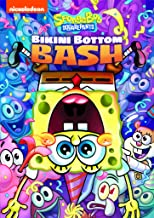 nickelodeon
SPONGEBOB
SQUAREPANTS
BIKINI BOTTOM
BASH